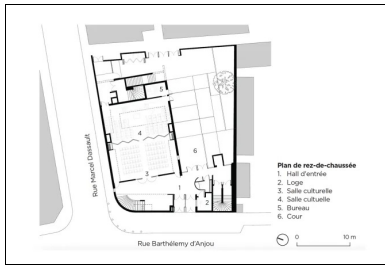 5
4
6
3
1
2
Rue Marcel Dassault
Rue Barthélemy d'Anjou
Plan de rez-de-chaussée
1. Hall d'entrée
2. Loge
3. Salle culturelle
4. Salle cultuelle
5. Bureau
6. Cour
0 10 m